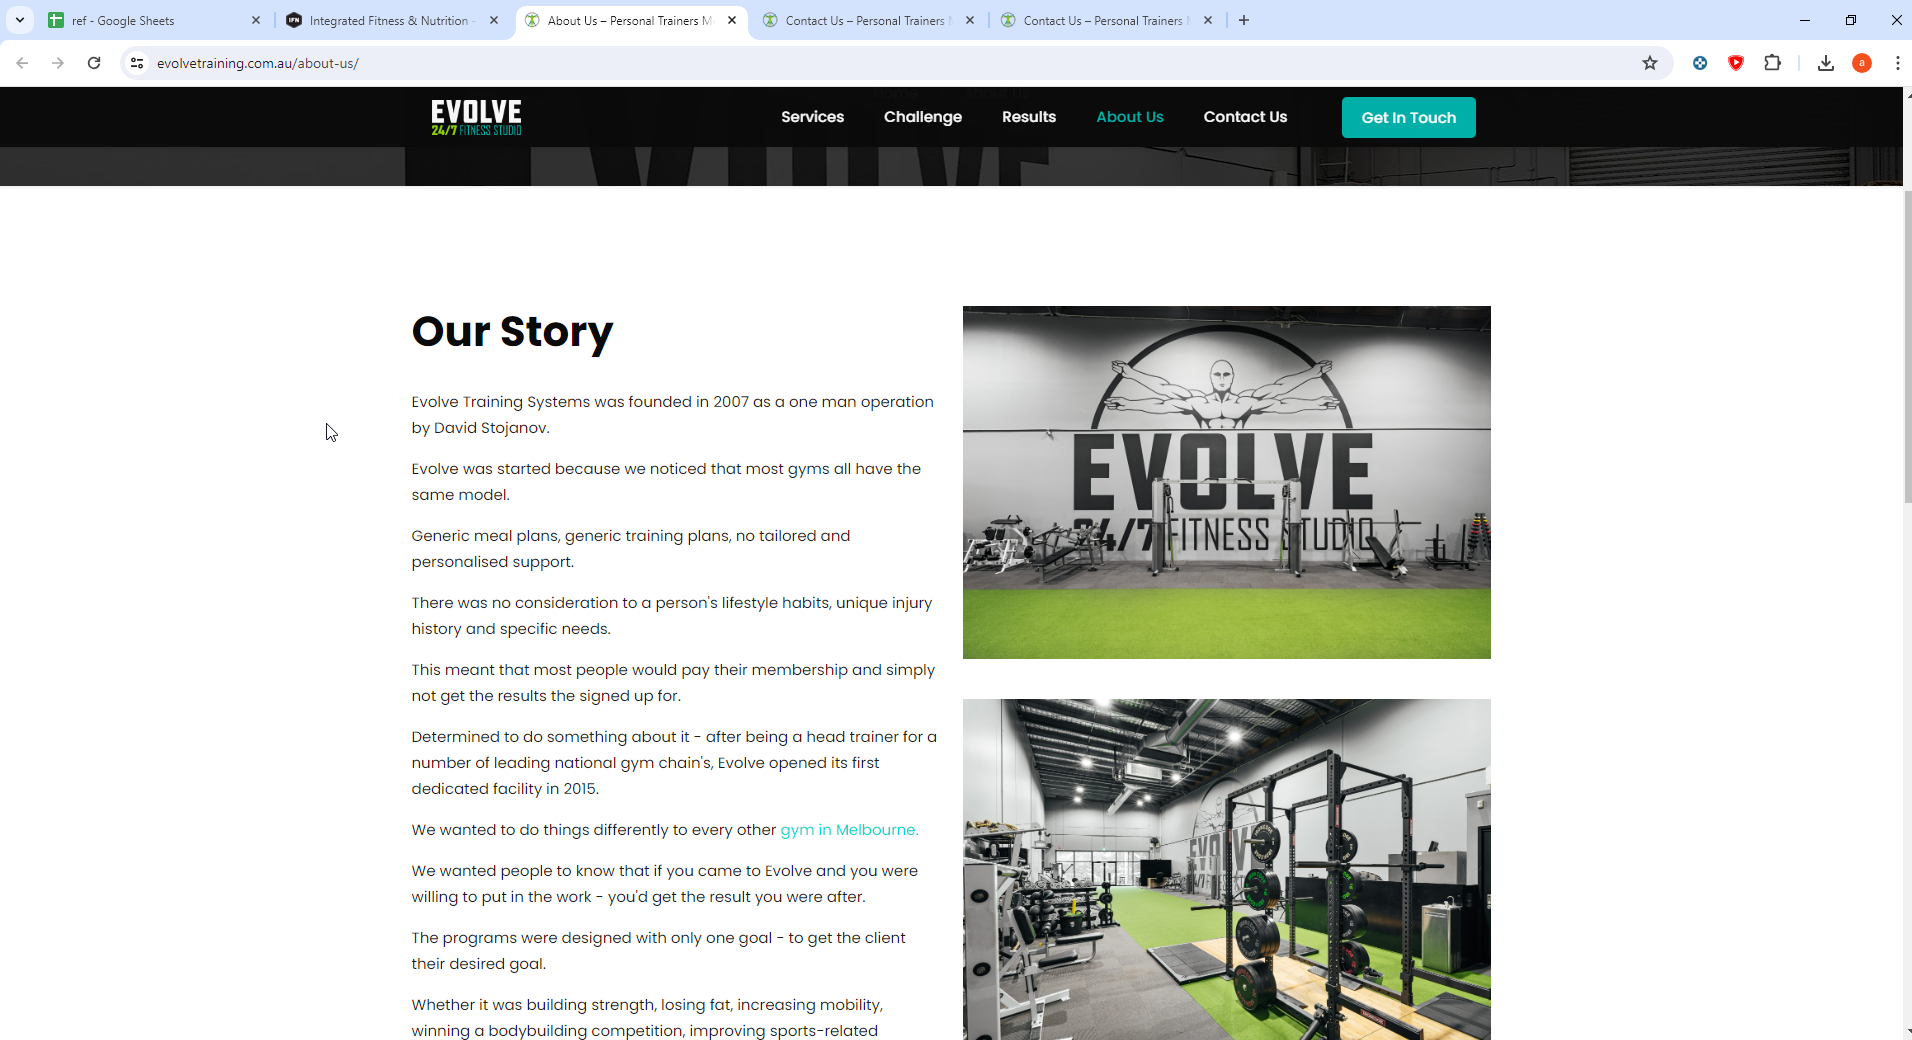 ref - Google Sheets
Integrated Fitness & Nutrition -
About Us – Personal Trainers M
Contact Us – Personal Trainers
Contact Us – Personal Trainers
evolvetraining.com.au/about-us/
a
EVOLVE
24/7 FITNESS STUDIO
Services
Challenge
Results
About Us
Contact Us
Get In Touch
Our Story
Evolve Training Systems was founded in 2007 as a one man operation
by David Stojanov.
Evolve was started because we noticed that most gyms all have the
same model.
Generic meal plans, generic training plans, no tailored and
personalised support.
There was no consideration to a person's lifestyle habits, unique injury
history and specific needs.
This meant that most people would pay their membership and simply
not get the results the signed up for.
Determined to do something about it - after being a head trainer for a
number of leading national gym chain's, Evolve opened its first
dedicated facility in 2015.
We wanted to do things differently to every other gym in Melbourne.
We wanted people to know that if you came to Evolve and you were
willing to put in the work - you'd get the result you were after.
The programs were designed with only one goal - to get the client
their desired goal.
Whether it was building strength, losing fat, increasing mobility,
winning a bodybuilding competition, improving sports-related
EVOLVE
24/7 FITNESS STUDIO
EVOLVE